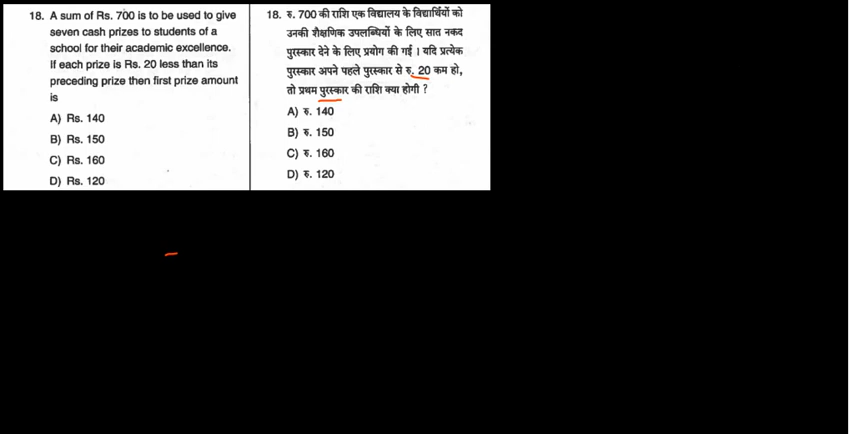 18. A sum of Rs. 700 is to be used to give
seven cash prizes to students of a
school for their academic excellence.
If each prize is Rs. 20 less than its
preceding prize then first prize amount
is
A) Rs. 140
B) Rs. 150
C) Rs. 160
D) Rs. 120
18. रु. 700 की राशि एक विद्यालय के विद्यार्थियों को
उनकी शैक्षणिक उपलब्धियों के लिए सात नकद
पुरस्कार देने के लिए प्रयोग की गई । यदि प्रत्येक
पुरस्कार अपने पहले पुरस्कार से रु. 20 कम हो,
तो प्रथम पुरस्कार की राशि क्या होगी ?
A) रु. 140
B) रु. 150
C) रु. 160
D) रु. 120